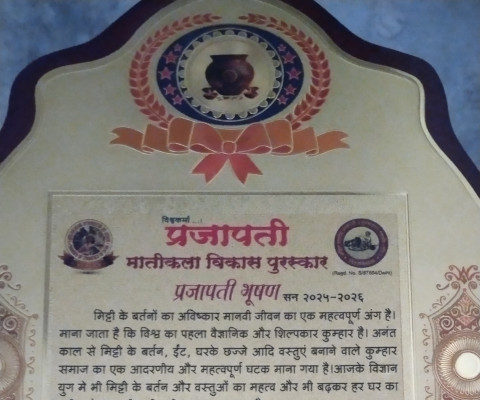 विश्वकर्मा
प्रजापती
मातीकला विकास पुरस्कार
प्रजापती भूषण सन २०२५-२०२६
मिट्टी के बर्तनों का अविष्कार मानवी जीवन का एक महत्वपूर्ण अंग है।
माना जाता है कि विश्व का पहला वैज्ञानिक और शिल्पकार कुम्हार है। अनंत
काल से मिट्टी के बर्तन, ईंट, घरके छज्जे आदि वस्तुएं बनाने वाले कुम्हार
समाज का एक आदरणीय और महत्वपूर्ण घटक माना गया है।आजके विज्ञान
युग मे मी मिट्टी के बर्तन और वस्तुओं का महत्व और मी बढ़कर हर घर का